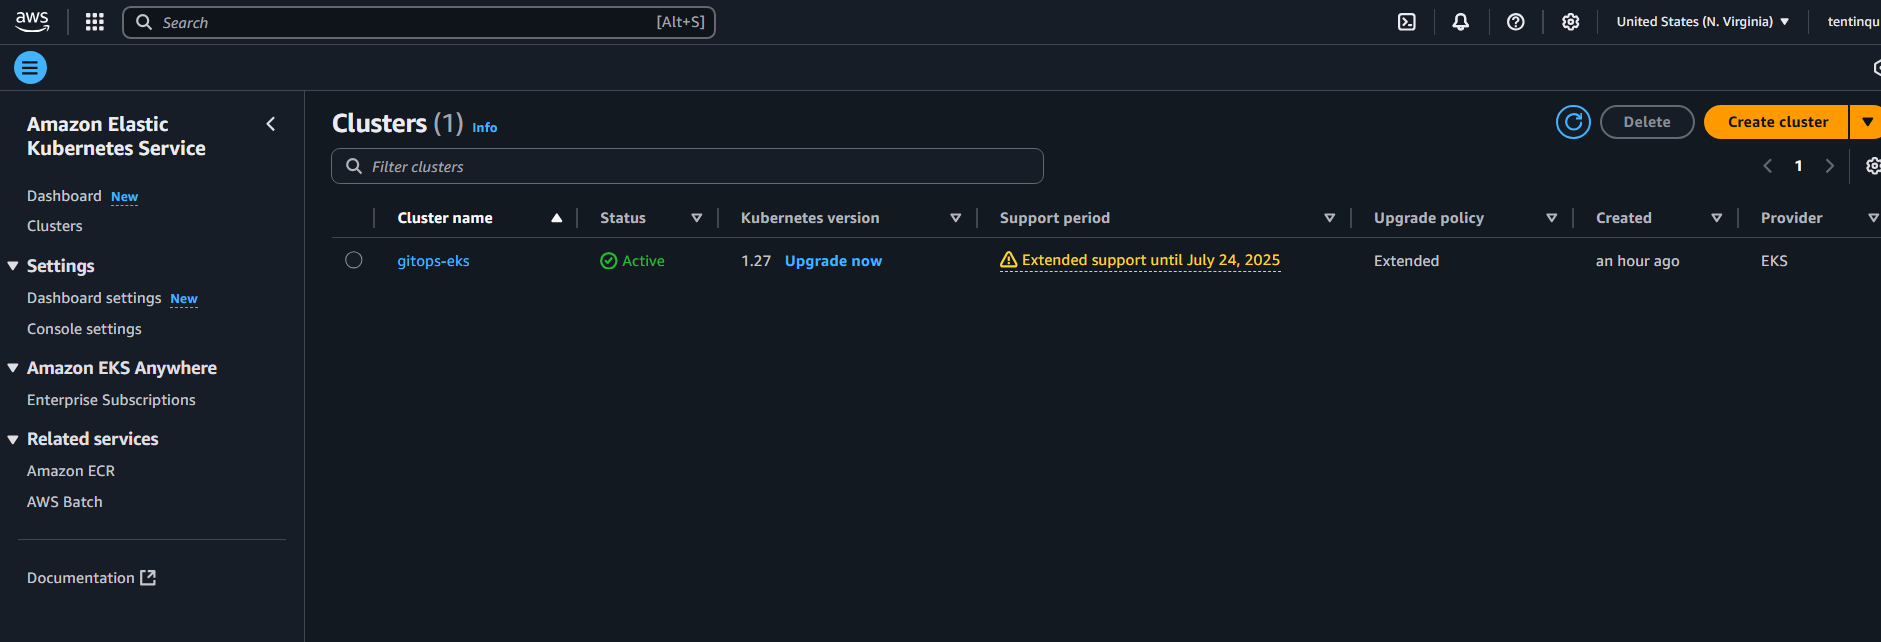 aws
Search [Alt+S]
United States (N. Virginia)
tentinqu
Amazon Elastic
Kubernetes Service
Dashboard New
Clusters
Settings
Dashboard settings New
Console settings
Amazon EKS Anywhere
Enterprise Subscriptions
Related services
Amazon ECR
AWS Batch
Documentation
Clusters (1) Info
Delete
Create cluster
Filter clusters
1
Cluster name Status Kubernetes version Support period Upgrade policy Created Provider
gitops-eks Active 1.27 Upgrade now Extended support until July 24, 2025 Extended an hour ago EKS